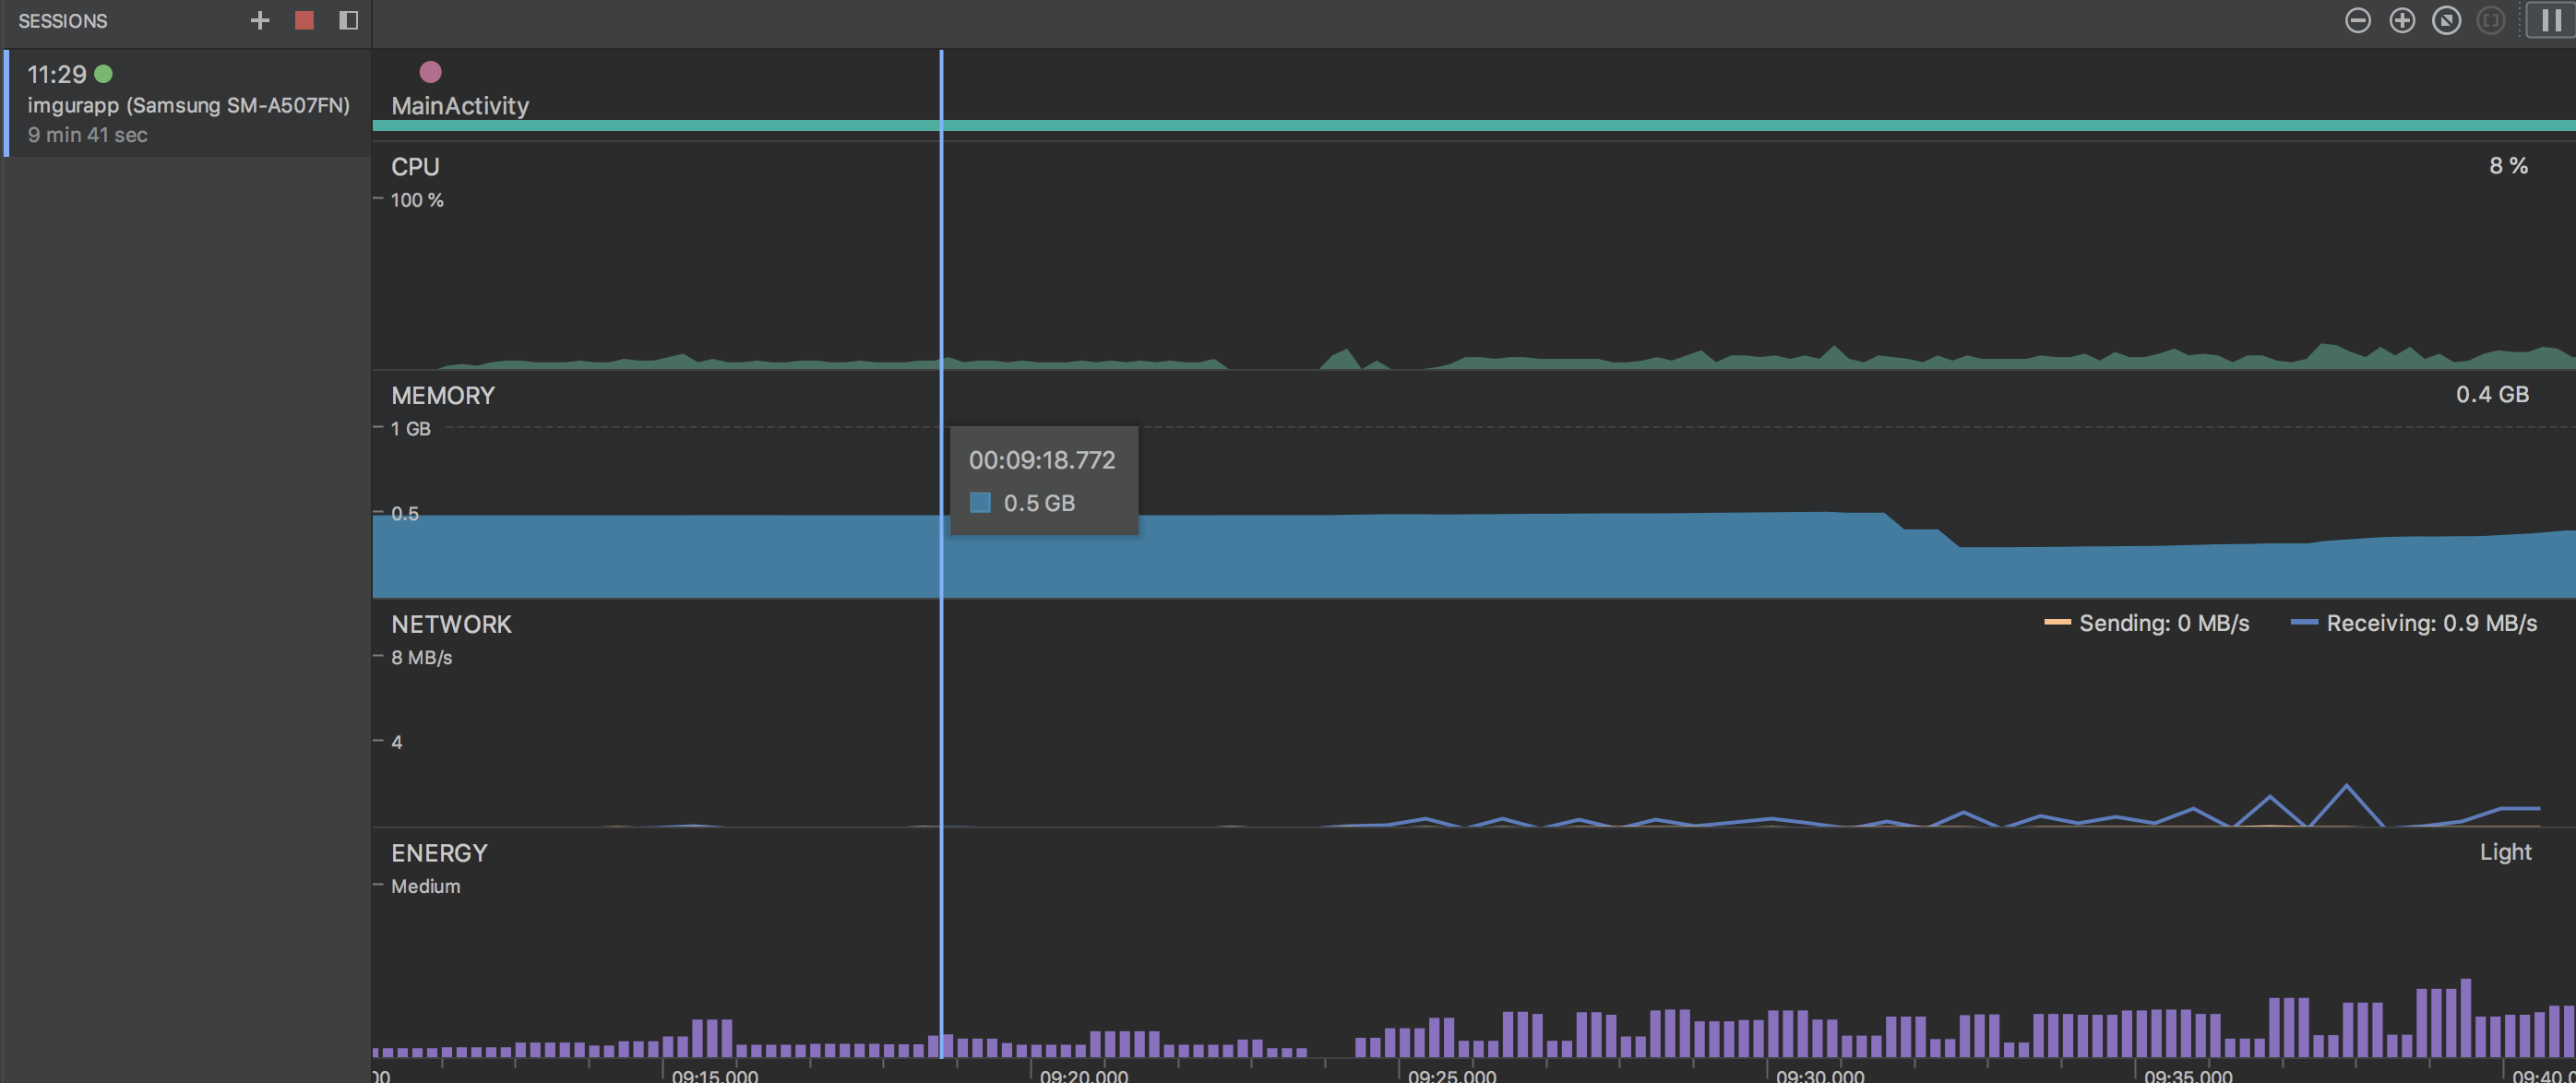 SESSIONS
11:29
imgurapp (Samsung SM-A507FN)
9 min 41 sec
MainActivity
CPU
8 %
100 %
MEMORY
0.4 GB
1 GB
00:09:18.772
0.5 GB
0.5
NETWORK
Sending: 0 MB/s
Receiving: 0.9 MB/s
8 MB/s
4
ENERGY
Light
Medium
09:15.000
09:20.000
09:25.000
09:30.000
09:35.000
09:40.0